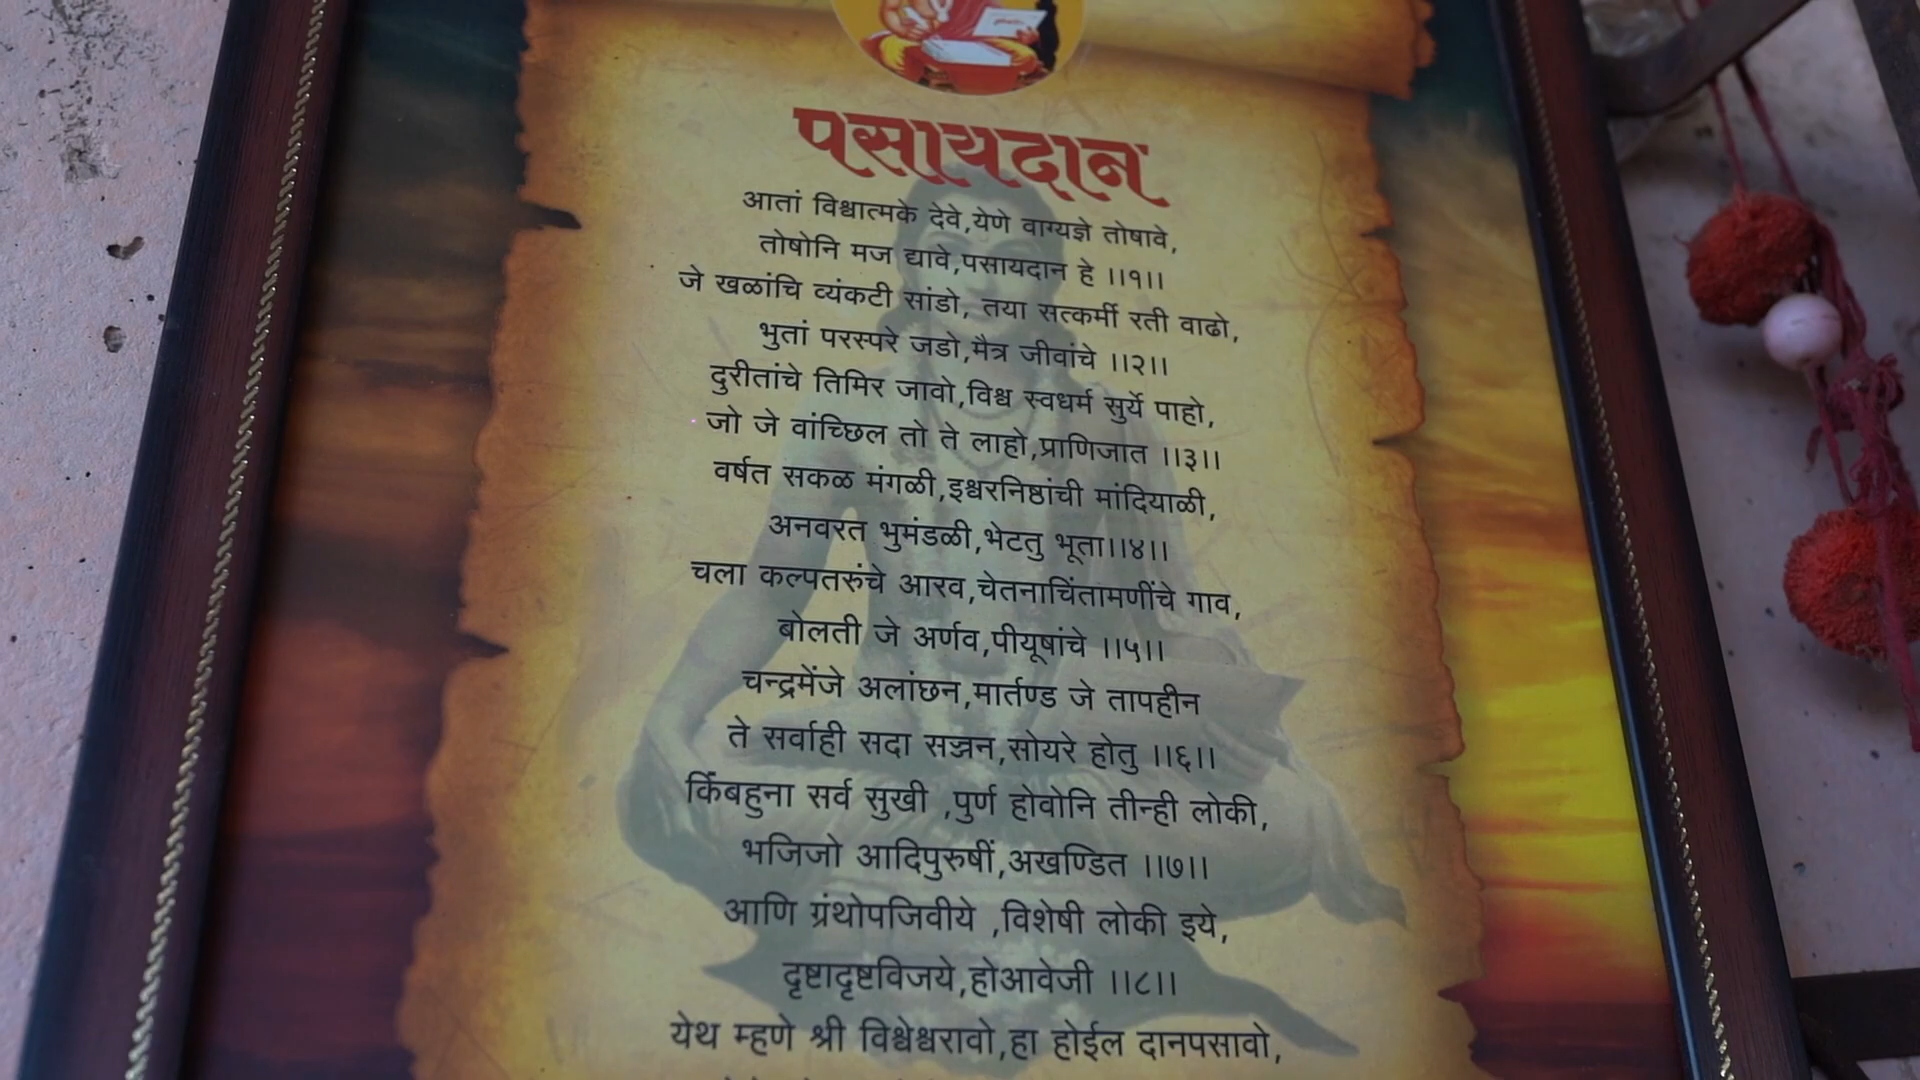 पसायदान
आतां विश्वात्मके देवे,येणे वाग्यज्ञे तोषावे,
तोषोनि मज द्यावे,पसायदान हे ।।१।।
जे खळांचि व्यंकटी सांडो, तया सत्कर्मी रती वाढो,
भुतां परस्परे जडो,मैत्र जीवांचे ।।२।।
दुरीतांचे तिमिर जावो,विश्व स्वधर्म सुर्ये पाहो,
जो जे वांच्छिल तो ते लाहो,प्राणिजात ।।३।।
वर्षत सकळ मंगळी,इश्वरनिष्ठांची मांदियाळी,
अनवरत भुमंडळी,भेटतु भूता।।४।।
चला कल्पतरुंचे आरव,चेतनाचिंतामणींचे गाव,
बोलती जे अर्णव,पीयूषांचे ।।५।।
चन्द्रमेंजे अलांछन,मार्तण्ड जे तापहीन
ते सर्वाही सदा सज्जन,सोयरे होतु ।।६।।
किंबहुना सर्व सुखी ,पुर्ण होवोनि तीन्ही लोकी,
भजिजो आदिपुरुषीं,अखण्डित ।।७।।
आणि ग्रंथोपजिवीये ,विशेषी लोकी इये,
दृष्टादृष्टविजये,होआवेजी ।।८।।
येथ म्हणे श्री विश्वेश्वरावो,हा होईल दानपसावो,